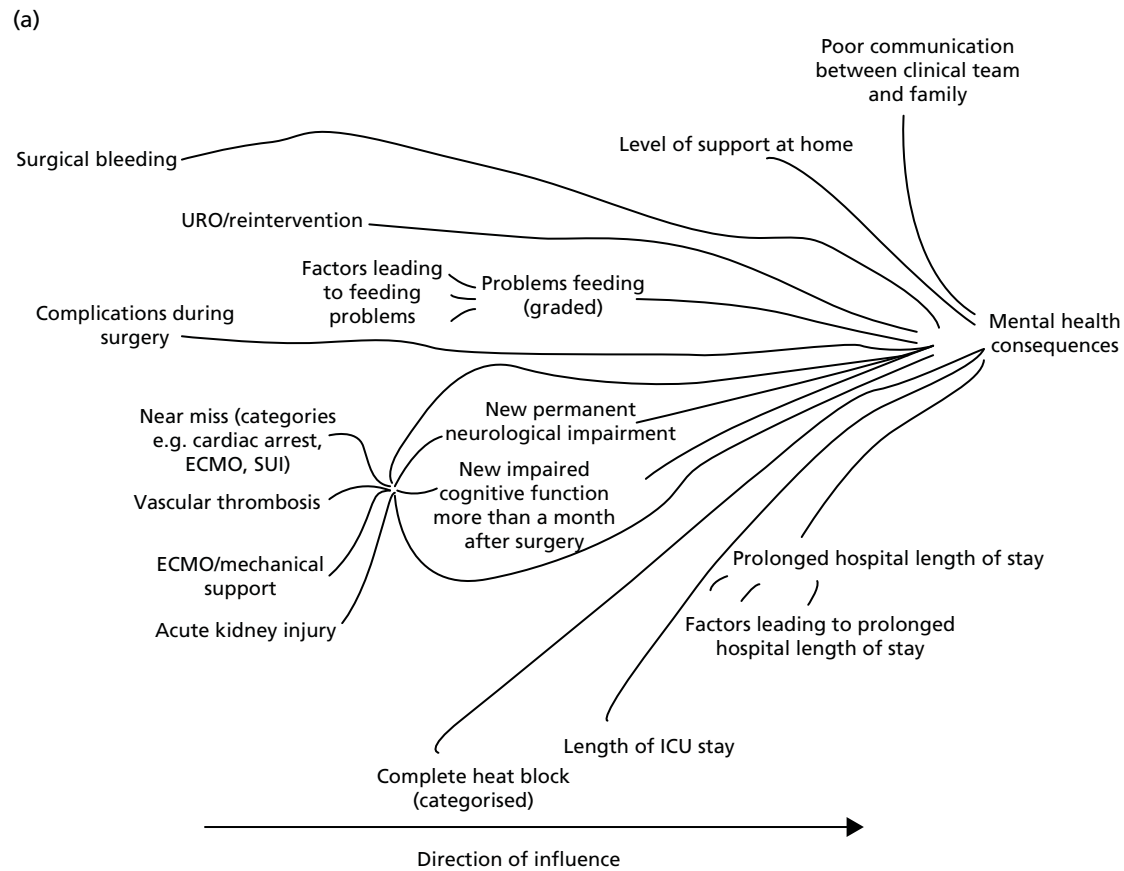 (a)
Poor communication
between clinical team
and family
Level of support at home
Surgical bleeding
URO/reintervention
Factors leading
to feeding
problems
Problems feeding
(graded)
Complications during
surgery
Mental health
consequences
Near miss (categories
e.g. cardiac arrest,
ECMO, SUI)
New permanent
neurological impairment
New impaired
cognitive function
more than a month
after surgery
Vascular thrombosis
ECMO/mechanical
support
Acute kidney injury
Prolonged hospital length of stay
Factors leading to prolonged
hospital length of stay
Length of ICU stay
Complete heat block
(categorised)
Direction of influence